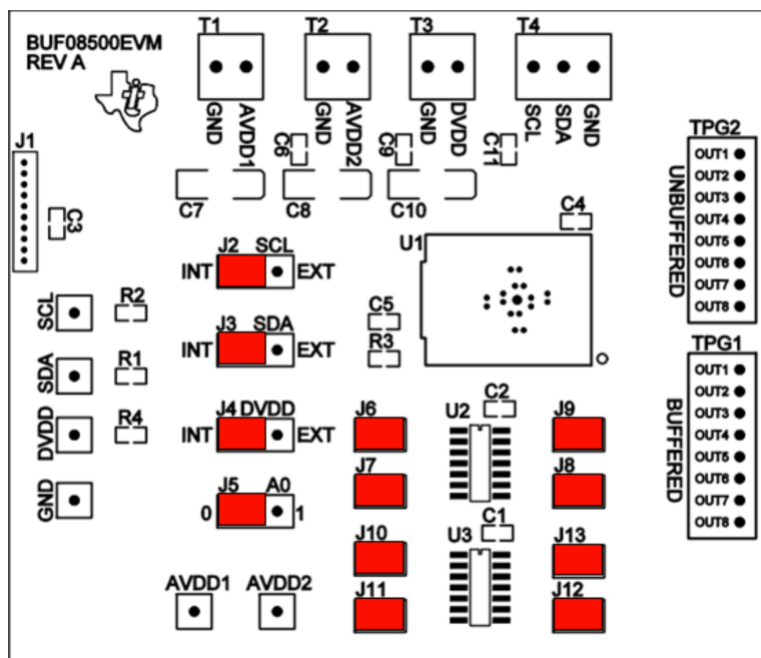 BUF08500EVM
REV A
T1
T2
T3
T4
GND
AVDD1
GND
AVDD2
GND
DVDD
SCL
SDA
GND
C6
C9
C11
C7
C8
C10
J1
C3
C4
U1
TPG2
UNBUFFERED
OUT1
OUT2
OUT3
OUT4
OUT5
OUT6
OUT7
OUT8
J2 SCL
INT EXT
J3 SDA
INT EXT
J4 DVDD
INT EXT
J5 A0
0 1
SCL
R2
SDA
R1
DVDD
R4
GND
C5
R3
TPG1
BUFFERED
OUT1
OUT2
OUT3
OUT4
OUT5
OUT6
OUT7
OUT8
J6
U2
C2
J9
J7
J8
J10
U3
C1
J13
J11
J12
AVDD1
AVDD2